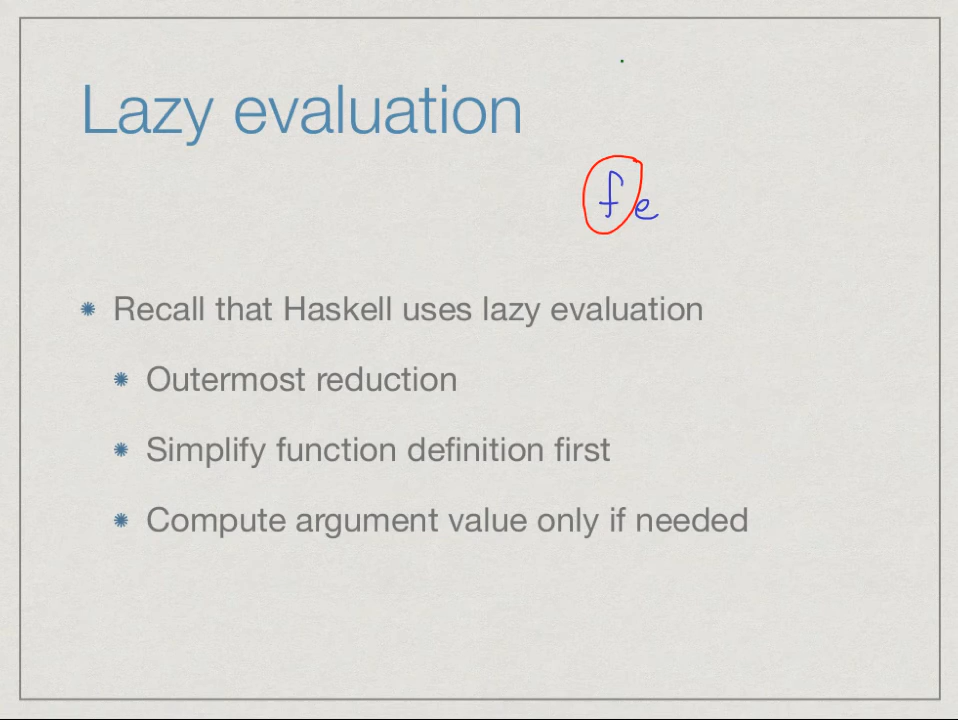 Lazy evaluation
f e
Recall that Haskell uses lazy evaluation
Outermost reduction
Simplify function definition first
Compute argument value only if needed